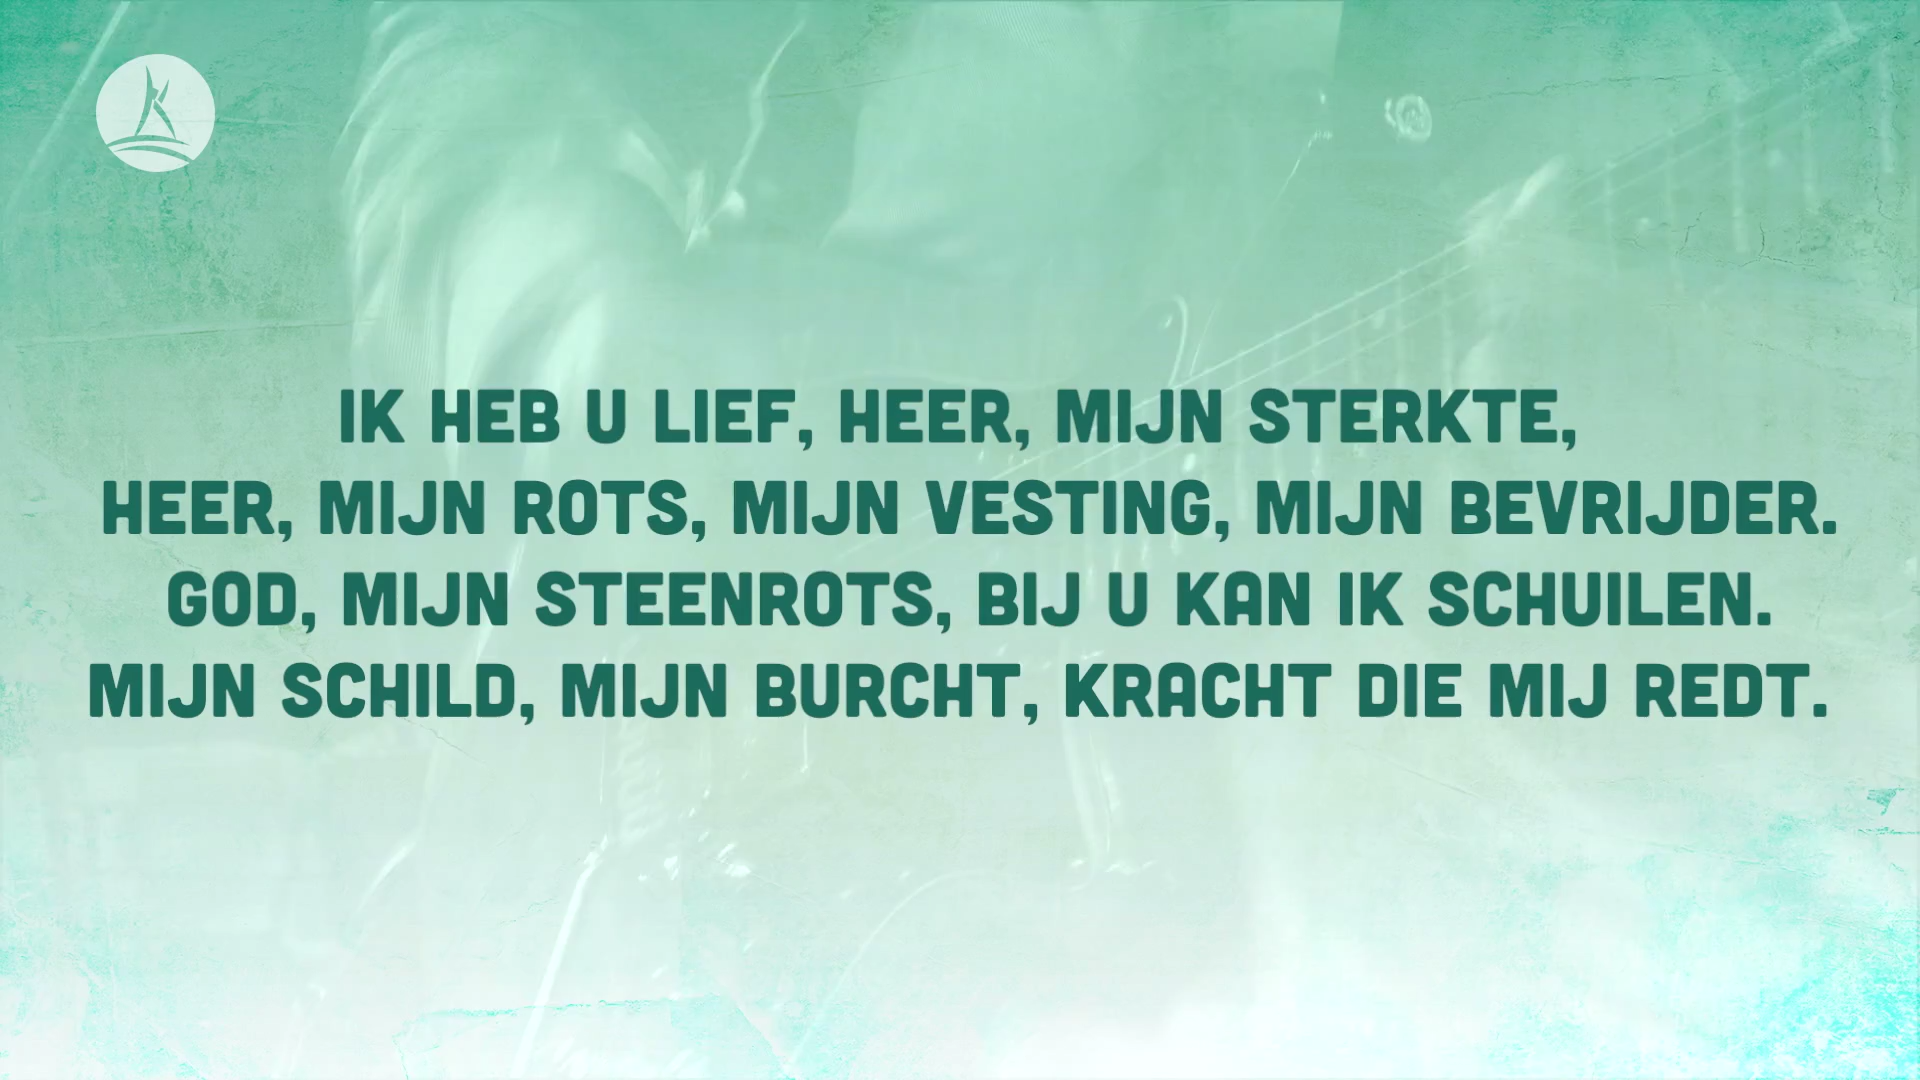 IK HEB U LIEF, HEER, MIJN STERKTE,
HEER, MIJN ROTS, MIJN VESTING, MIJN BEVRIJDER.
GOD, MIJN STEENROTS, BIJ U KAN IK SCHUILEN.
MIJN SCHILD, MIJN BURCHT, KRACHT DIE MIJ REDT.